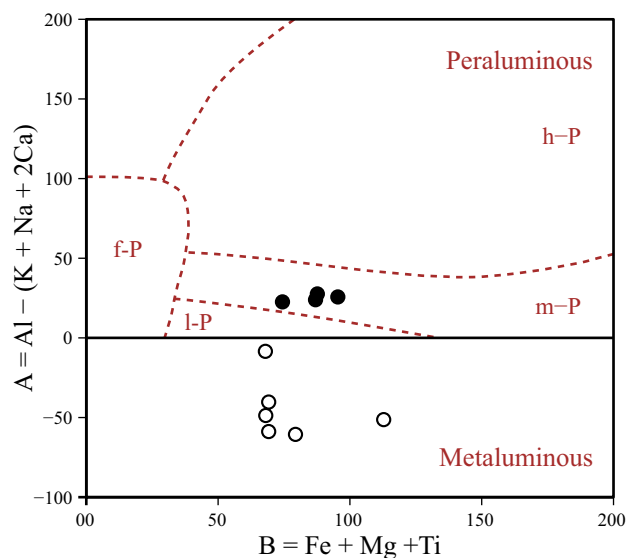 200
Peraluminous
150
h−P
100
f-P
50
m−P
l-P
0
−50
Metaluminous
−100
00 50 100 150 200
A = Al − (K + Na + 2Ca)
B = Fe + Mg +Ti